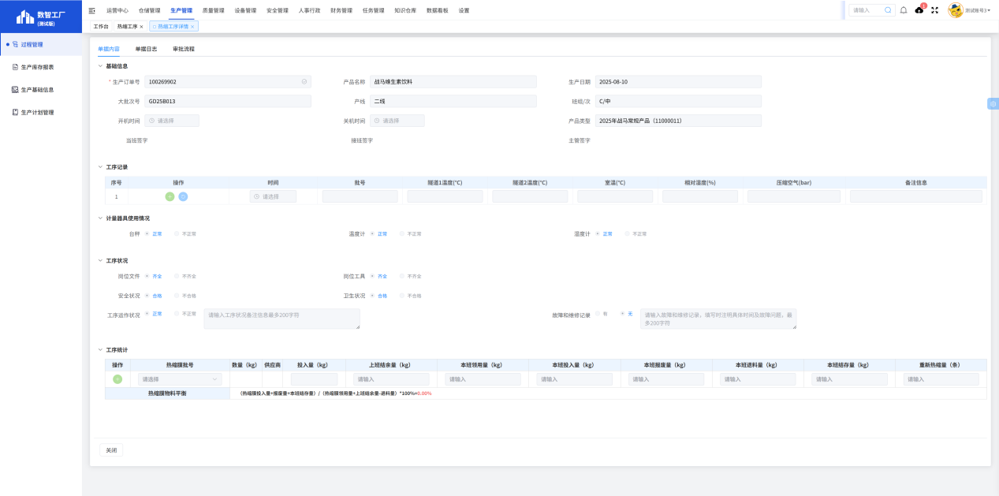 数智工厂
(测试版)
运营中心 仓储管理 生产管理 质量管理 设备管理 安全管理 人事行政 财务管理 任务管理 知识仓库 数据看板 设置
请输入
1
测试账号3
工作台 热缩工序 × 热缩工序详情 ×
过程管理
生产库存报表
生产基础信息
生产计划管理
单据内容 单据日志 审批流程
基础信息
* 生产订单号 100269902 产品名称 战马维生素饮料 生产日期 2025-08-10
大批次号 GD25B013 产线 二线 班组/次 C/中
开机时间 请选择 关机时间 请选择 产品类型 2025年战马常规产品（11000011）
当班签字 接班签字 主管签字
工序记录
序号 操作 时间 批号 隧道1温度(℃) 隧道2温度(℃) 室温(℃) 相对湿度(%) 压缩空气(bar) 备注信息
1 请选择
计量器具使用情况
台秤 正常 不正常 温度计 正常 不正常 湿度计 正常 不正常
工序状况
岗位文件 齐全 不齐全 岗位工具 齐全 不齐全
安全状况 合格 不合格 卫生状况 合格 不合格
工序运作状况 正常 不正常 请输入工序状况备注信息最多200字符 故障和维修记录 有 无 请输入故障和维修记录，填写时注明具体时间及故障问题，最
多200字符
工序统计
操作 热缩膜批号 数量（kg） 供应商 投入量（kg） 上班结余量（kg） 本班领用量（kg） 本班投入量（kg） 本班报废量（kg） 本班退料量（kg） 本班结存量（kg） 重新热缩量（条）
请选择 请输入 请输入 请输入 请输入 请输入 请输入 请输入
热缩膜物料平衡 （热缩膜投入量+报废量+本班结存量）/（热缩膜领用量+上班结余量-退料量）*100%=0.00%
关闭